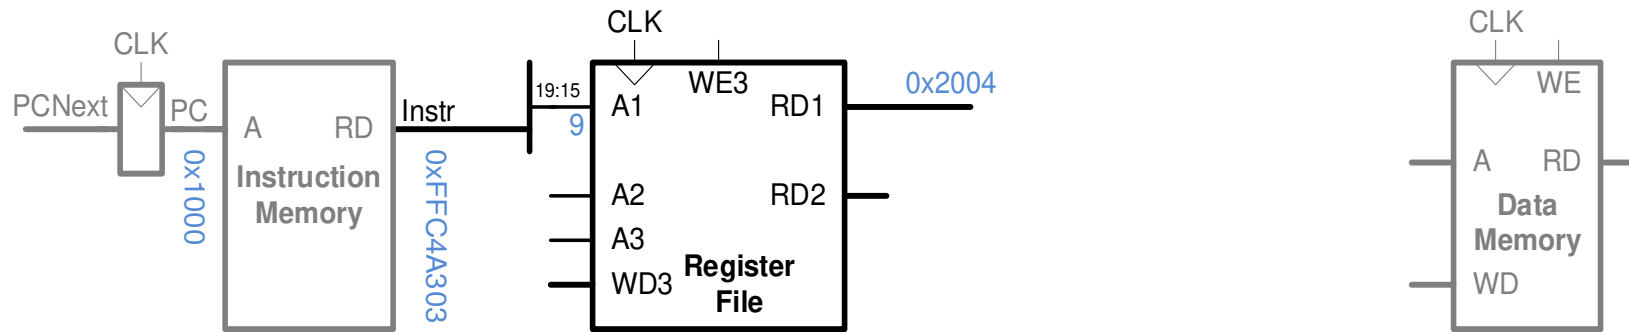 CLK
PCNext
PC
0x1000
A
RD
Instruction
Memory
Instr
0xFFC4A303
19:15
9
CLK
WE3
A1
RD1
0x2004
A2
RD2
A3
WD3
Register
File
CLK
WE
A
RD
Data
Memory
WD